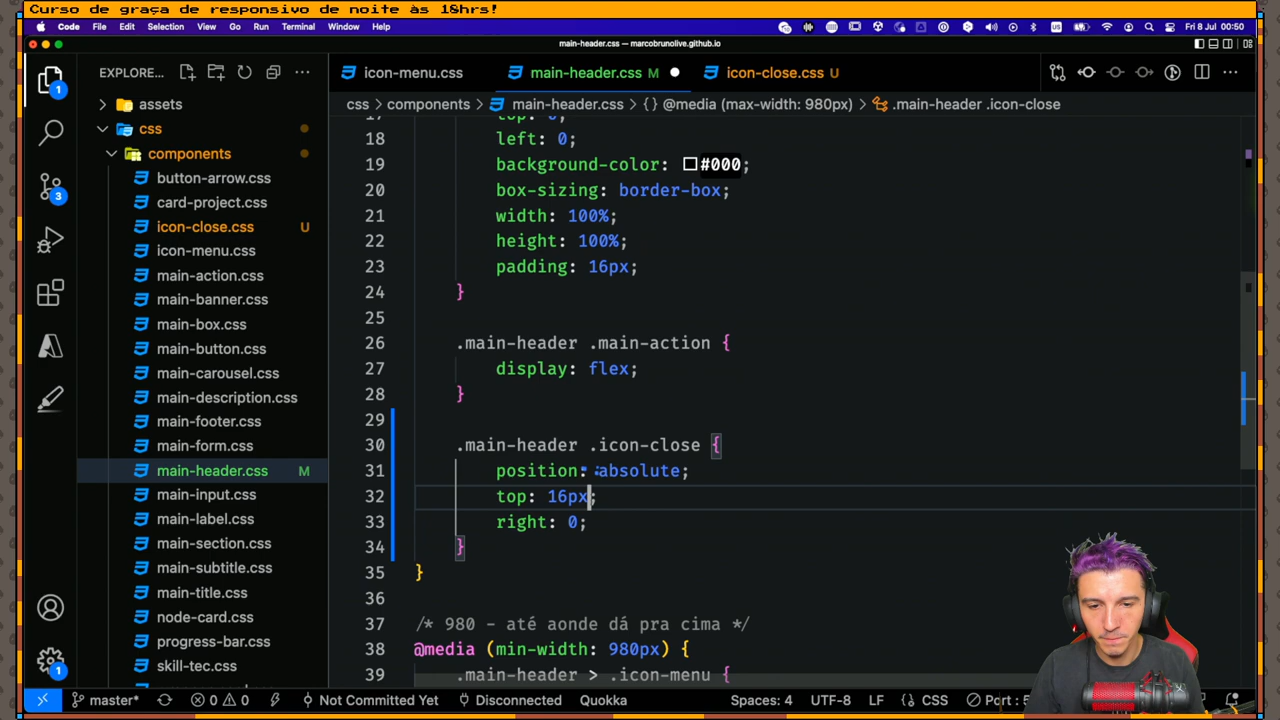 Curso de graça de responsivo de noite às 18hrs!
Code File Edit Selection View Go Run Terminal Window Help
Fri 8 Jul 00:50
main-header.css — marcobrunolive.github.io
EXPLORE...
icon-menu.css
main-header.css M
icon-close.css U
css > components > main-header.css > {} @media (max-width: 980px) > .main-header .icon-close
assets
css
components
button-arrow.css
card-project.css
icon-close.css U
icon-menu.css
main-action.css
main-banner.css
main-box.css
main-button.css
main-carousel.css
main-description.css
main-footer.css
main-form.css
main-header.css M
main-input.css
main-label.css
main-section.css
main-subtitle.css
main-title.css
node-card.css
progress-bar.css
skill-tec.css
1
3
1
17 top: 0;
18 left: 0;
19 background-color: #000;
20 box-sizing: border-box;
21 width: 100%;
22 height: 100%;
23 padding: 16px;
24 }
25
26 .main-header .main-action {
27 display: flex;
28 }
29
30 .main-header .icon-close {
31 position: absolute;
32 top: 16px;
33 right: 0;
34 }
35 }
36
37 /* 980 - até aonde dá pra cima */
38 @media (min-width: 980px) {
39 .main-header > .icon-menu {
master* 0 0 Not Committed Yet Disconnected Quokka Spaces: 4 UTF-8 LF CSS Port : 5